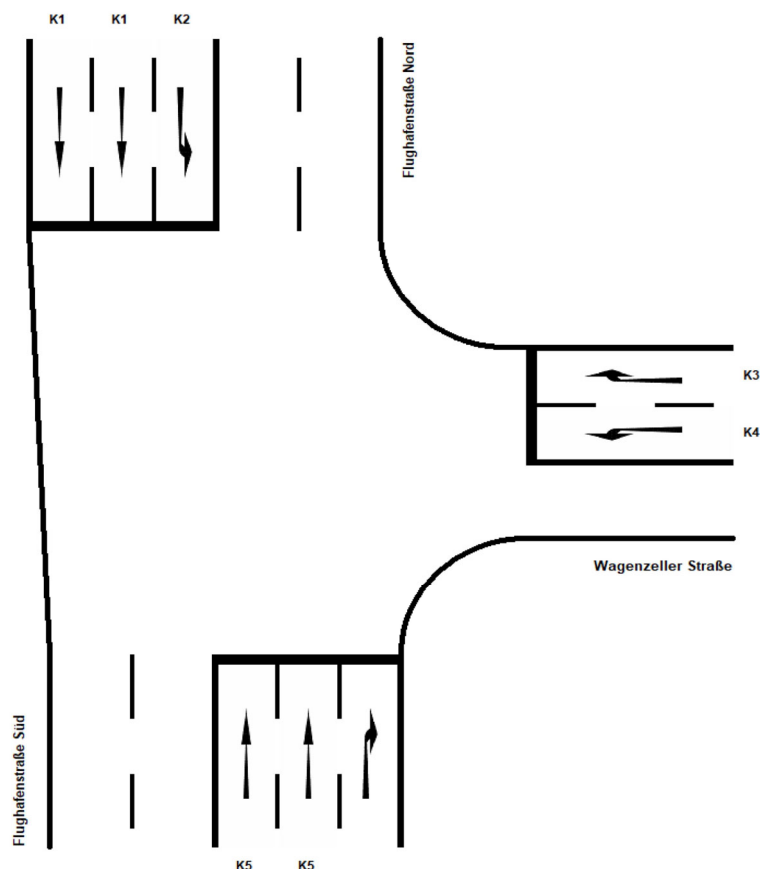 K1 K1 K2
Flughafenstraße Nord
K3
K4
Wagenzeller Straße
Flughafenstraße Süd
K5 K5